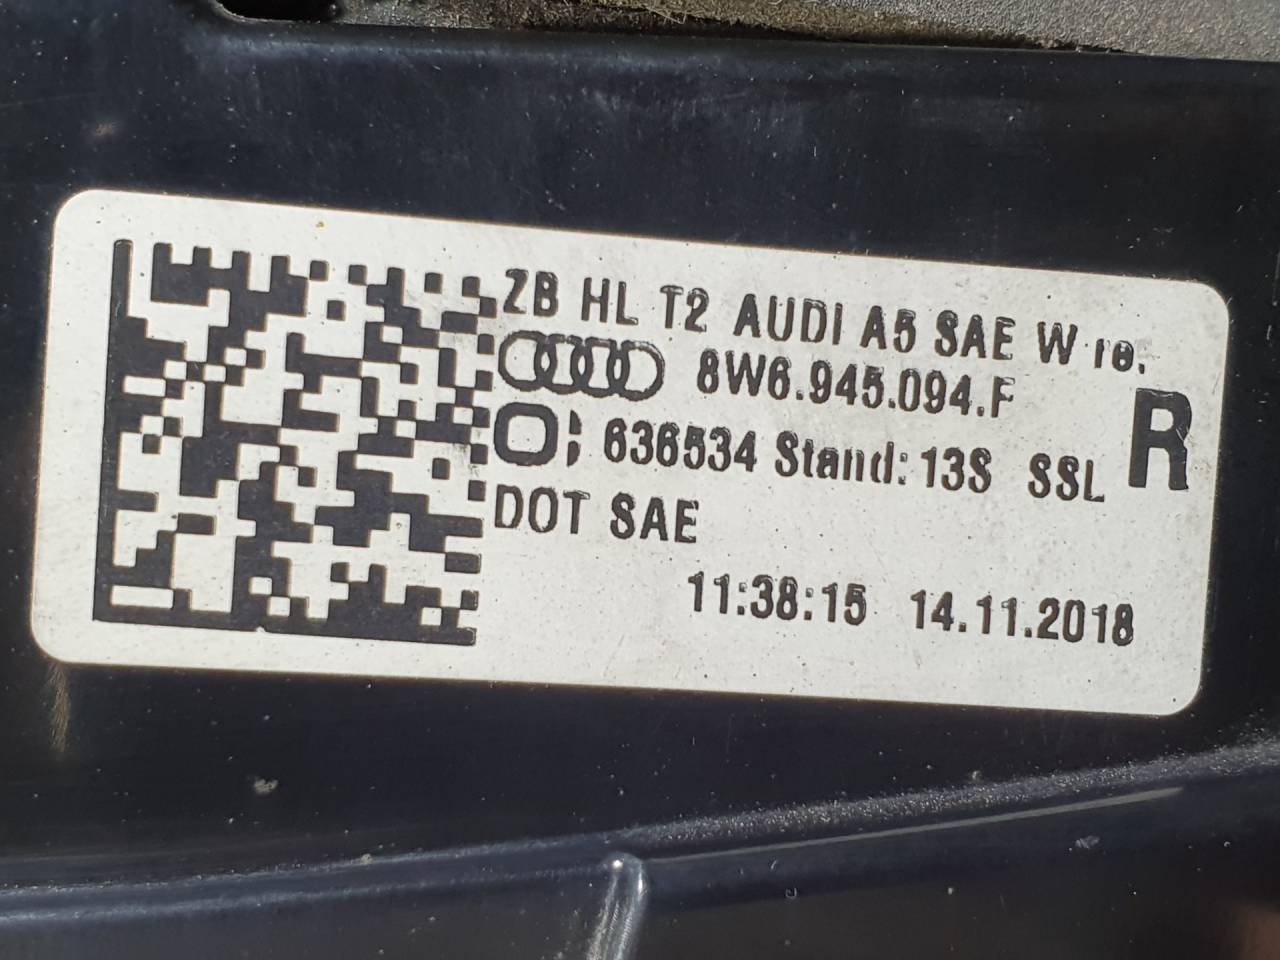 ZB HL T2 AUDI A5 SAE W re.
8W6.945.094.F
R
636534 Stand: 13S SSL
DOT SAE
11:38:15 14.11.2018